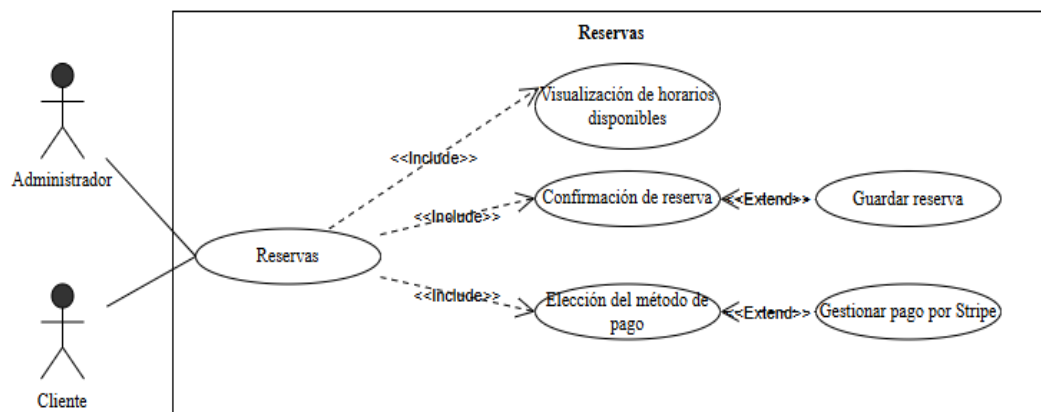 Reservas
Visualización de horarios
disponibles
<<Include>>
Administrador
Confirmación de reserva
<<Extend>>
Guardar reserva
<<Include>>
Reservas
<<Include>>
Elección del método de
pago
<<Extend>>
Gestionar pago por Stripe
Cliente